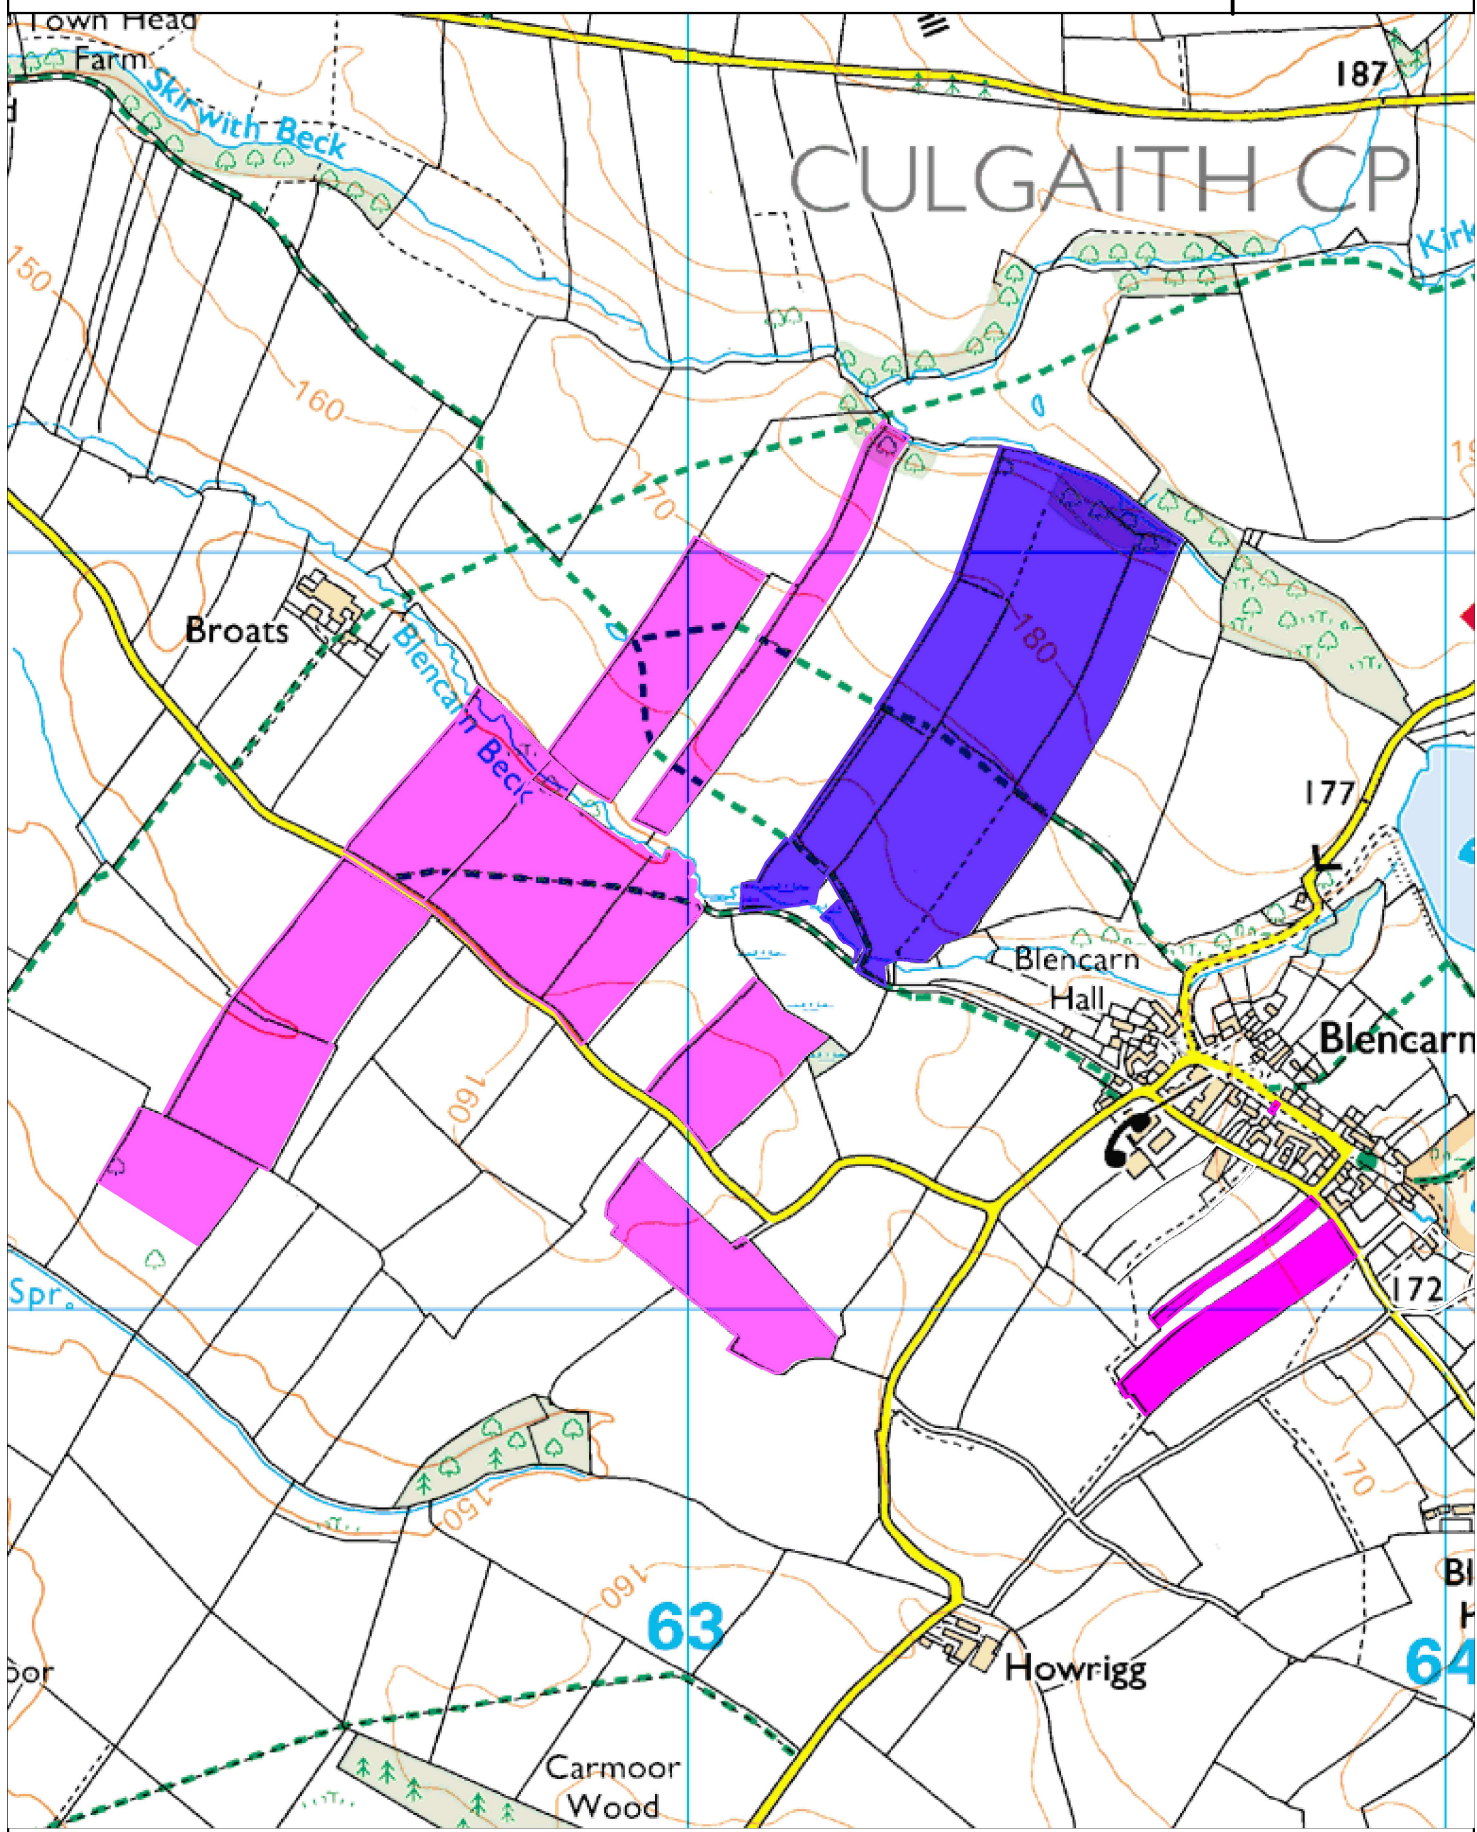 Town Head
Farm
187
Skirwith Beck
CULGAITH CP
Kirk
150
160
170
Broats
Blencarn Beck
180
177
Blencarn
Hall
Blencarn
160
172
Spr.
170
150
160
63
64
Howrigg
Carmoor
Wood